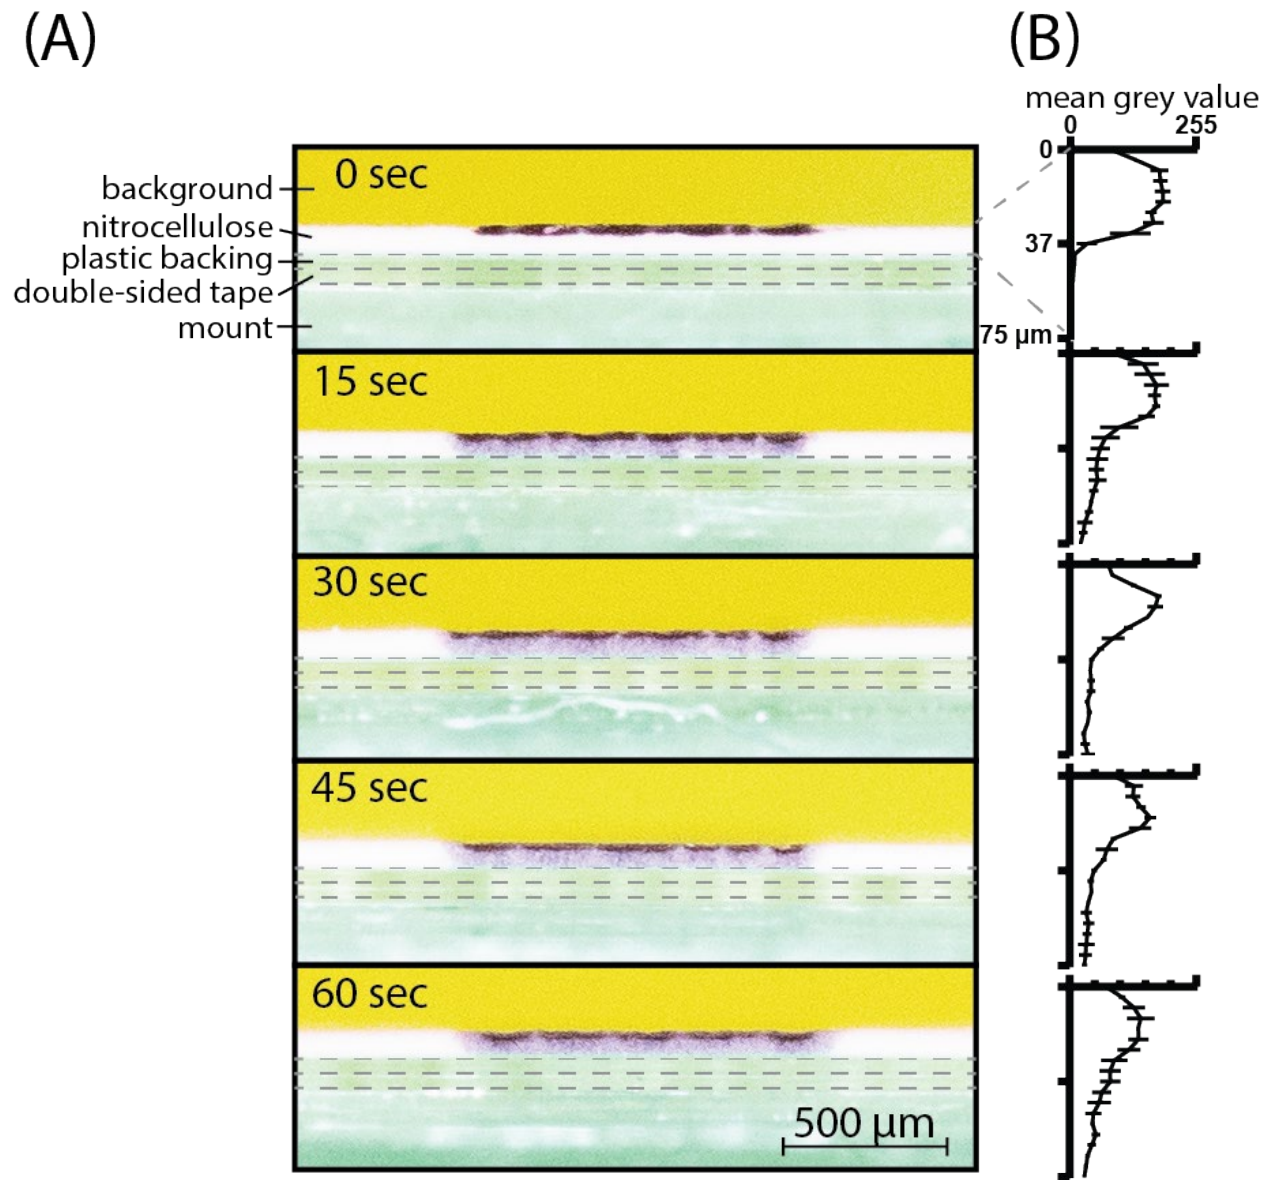 (A)
(B)
mean grey value
0 255
0
37
75 µm
0 sec
background
nitrocellulose
plastic backing
double-sided tape
mount
15 sec
30 sec
45 sec
60 sec
500 µm